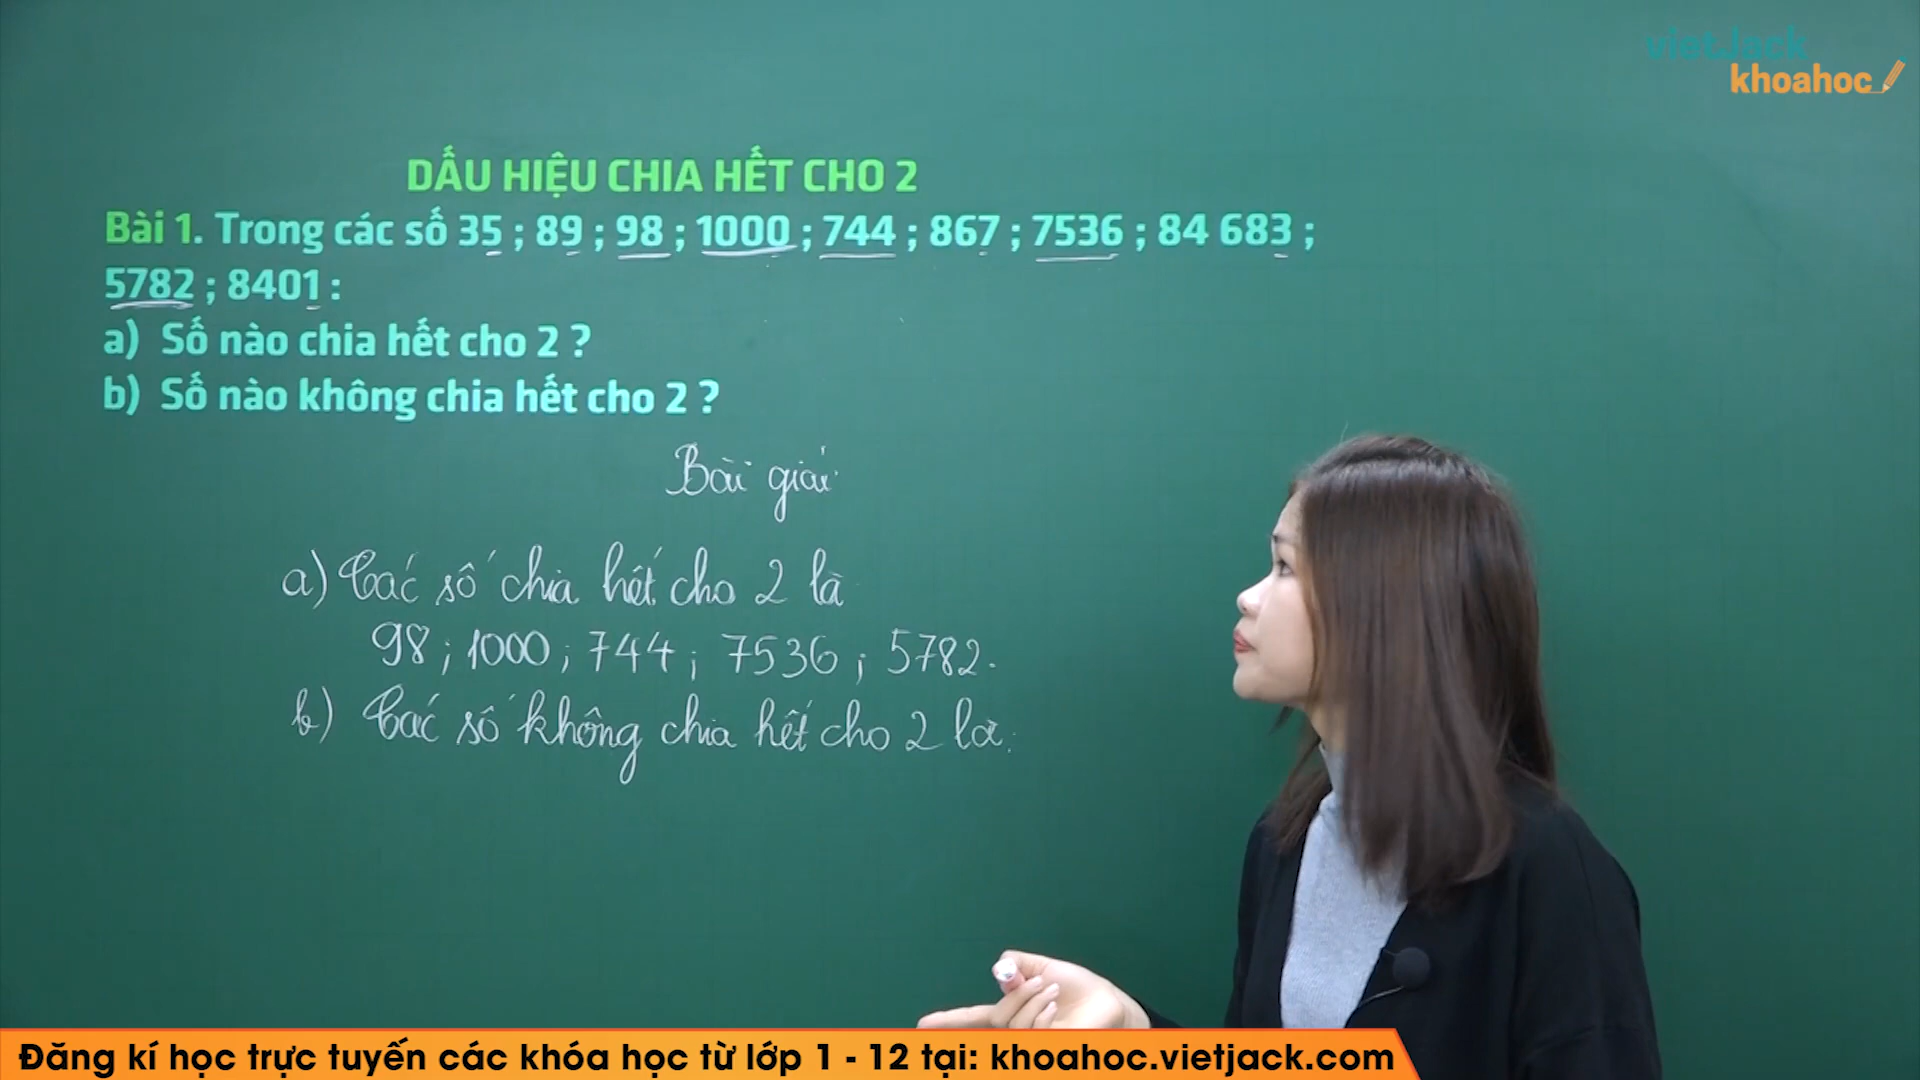 vietJack
khoahoc
DẤU HIỆU CHIA HẾT CHO 2
Bài 1. Trong các số 35 ; 89 ; 98 ; 1000 ; 744 ; 867 ; 7536 ; 84 683 ;
5782 ; 8401 :
a) Số nào chia hết cho 2 ?
b) Số nào không chia hết cho 2 ?
Bài giải
a) Các số chia hết cho 2 là
98 ; 1000 ; 744 ; 7536 ; 5782.
b) Các số không chia hết cho 2 là:
Đăng kí học trực tuyến các khóa học từ lớp 1 - 12 tại: khoahoc.vietjack.com